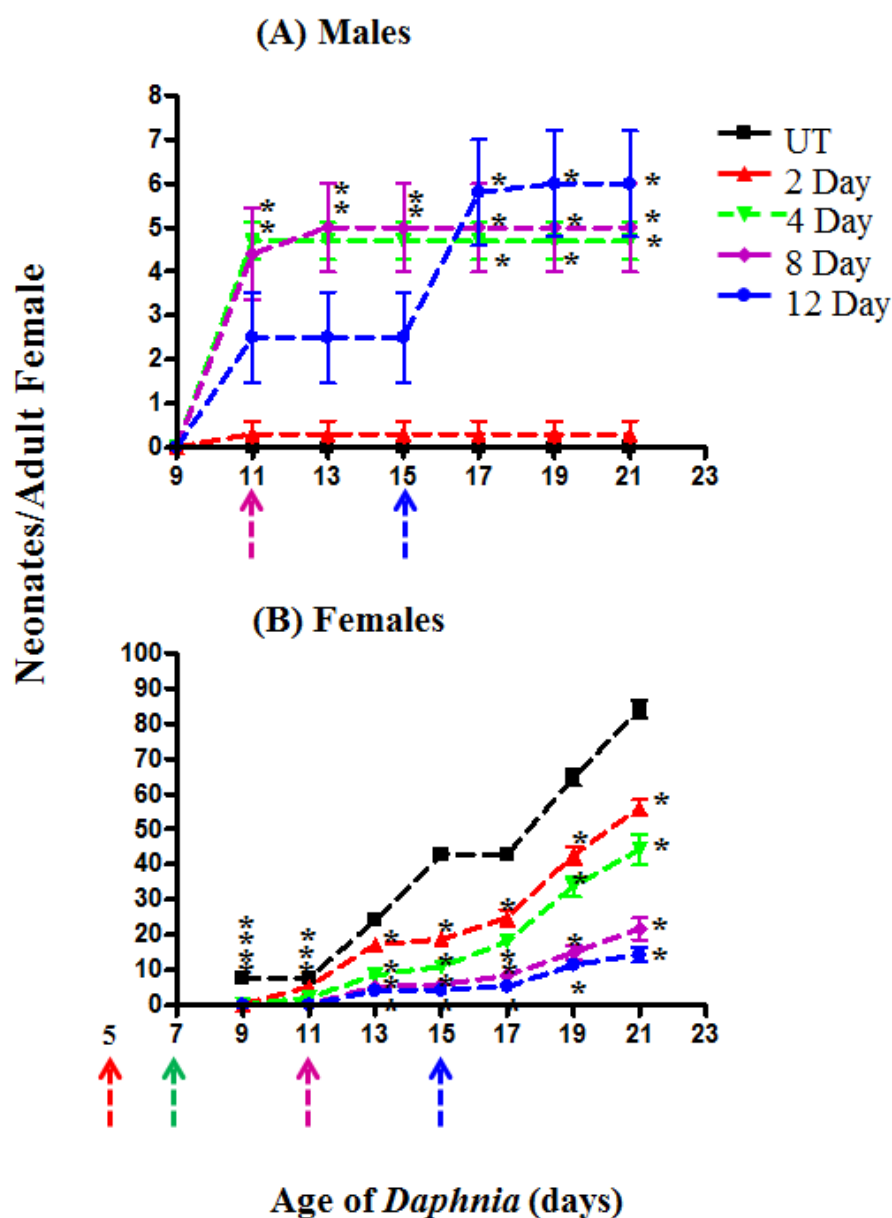 (A) Males
8
7
6
5
4
3
2
1
0
9 11 13 15 17 19 21 23
UT
2 Day
4 Day
8 Day
12 Day
* * * * * * * * * * * * * * *
Neonates/Adult Female
(B) Females
100
90
80
70
60
50
40
30
20
10
0
5 7 9 11 13 15 17 19 21 23
Age of Daphnia (days)